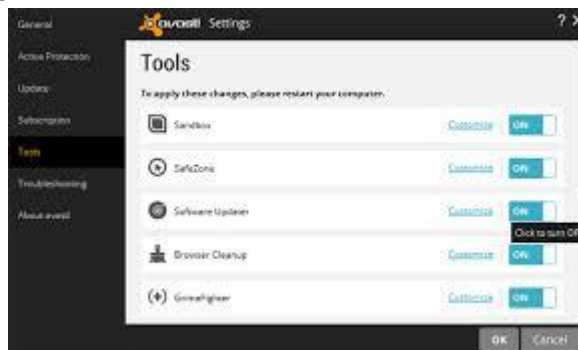 General
avast! Settings
?
Active Protection
Update
Subscription
Tools
Troubleshooting
About avast!
Tools
To apply these changes, please restart your computer.
Sandbox Customize ON
SafeZone Customize ON
Software Updater Customize ON
Click to turn Of
Browser Cleanup Customize ON
GrimeFighter Customize ON
OK Cancel